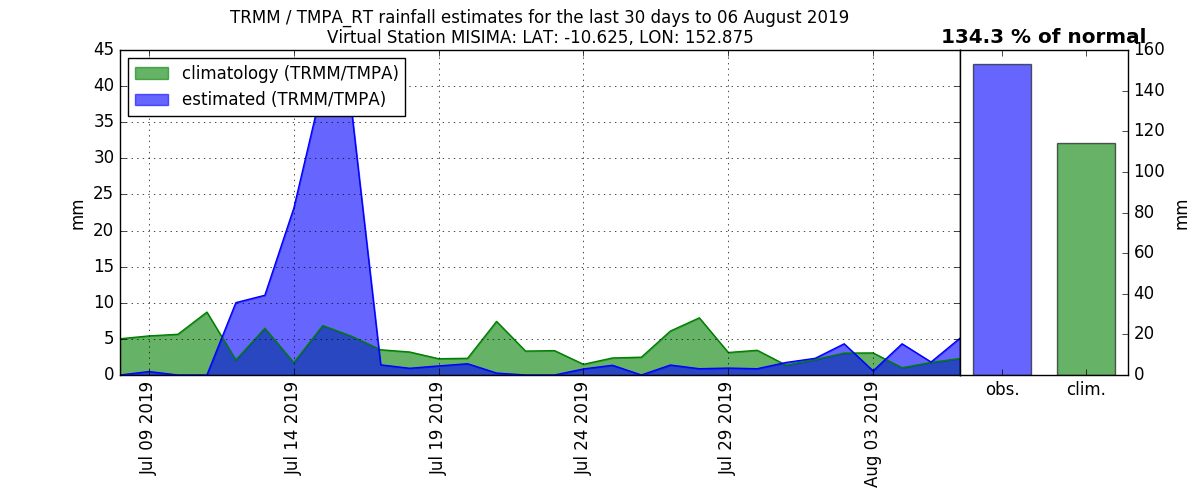 TRMM / TMPA_RT rainfall estimates for the last 30 days to 06 August 2019
Virtual Station MISIMA: LAT: -10.625, LON: 152.875
134.3 % of normal
climatology (TRMM/TMPA)
estimated (TRMM/TMPA)
mm
45
40
35
30
25
20
15
10
5
0
Jul 09 2019
Jul 14 2019
Jul 19 2019
Jul 24 2019
Jul 29 2019
Aug 03 2019
obs.
clim.
160
140
120
100
80
60
40
20
0
mm